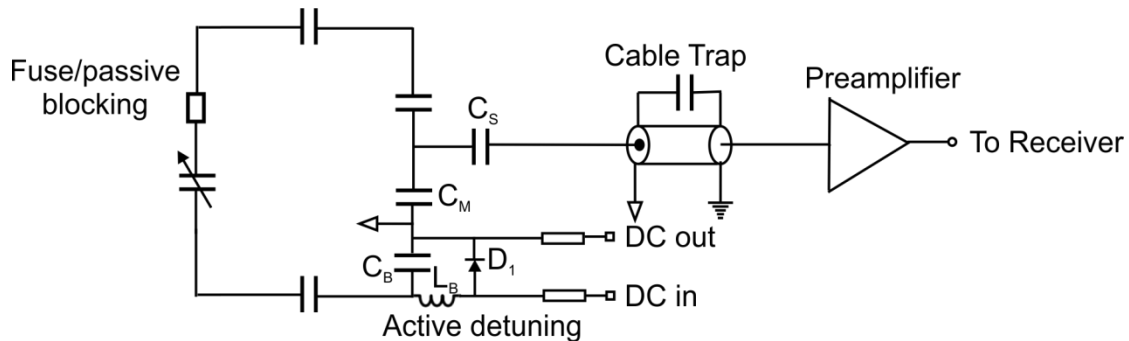 Fuse/passive
blocking
Cable Trap
Preamplifier
C_S
To Receiver
C_M
C_B
L_B
D_1
DC out
DC in
Active detuning